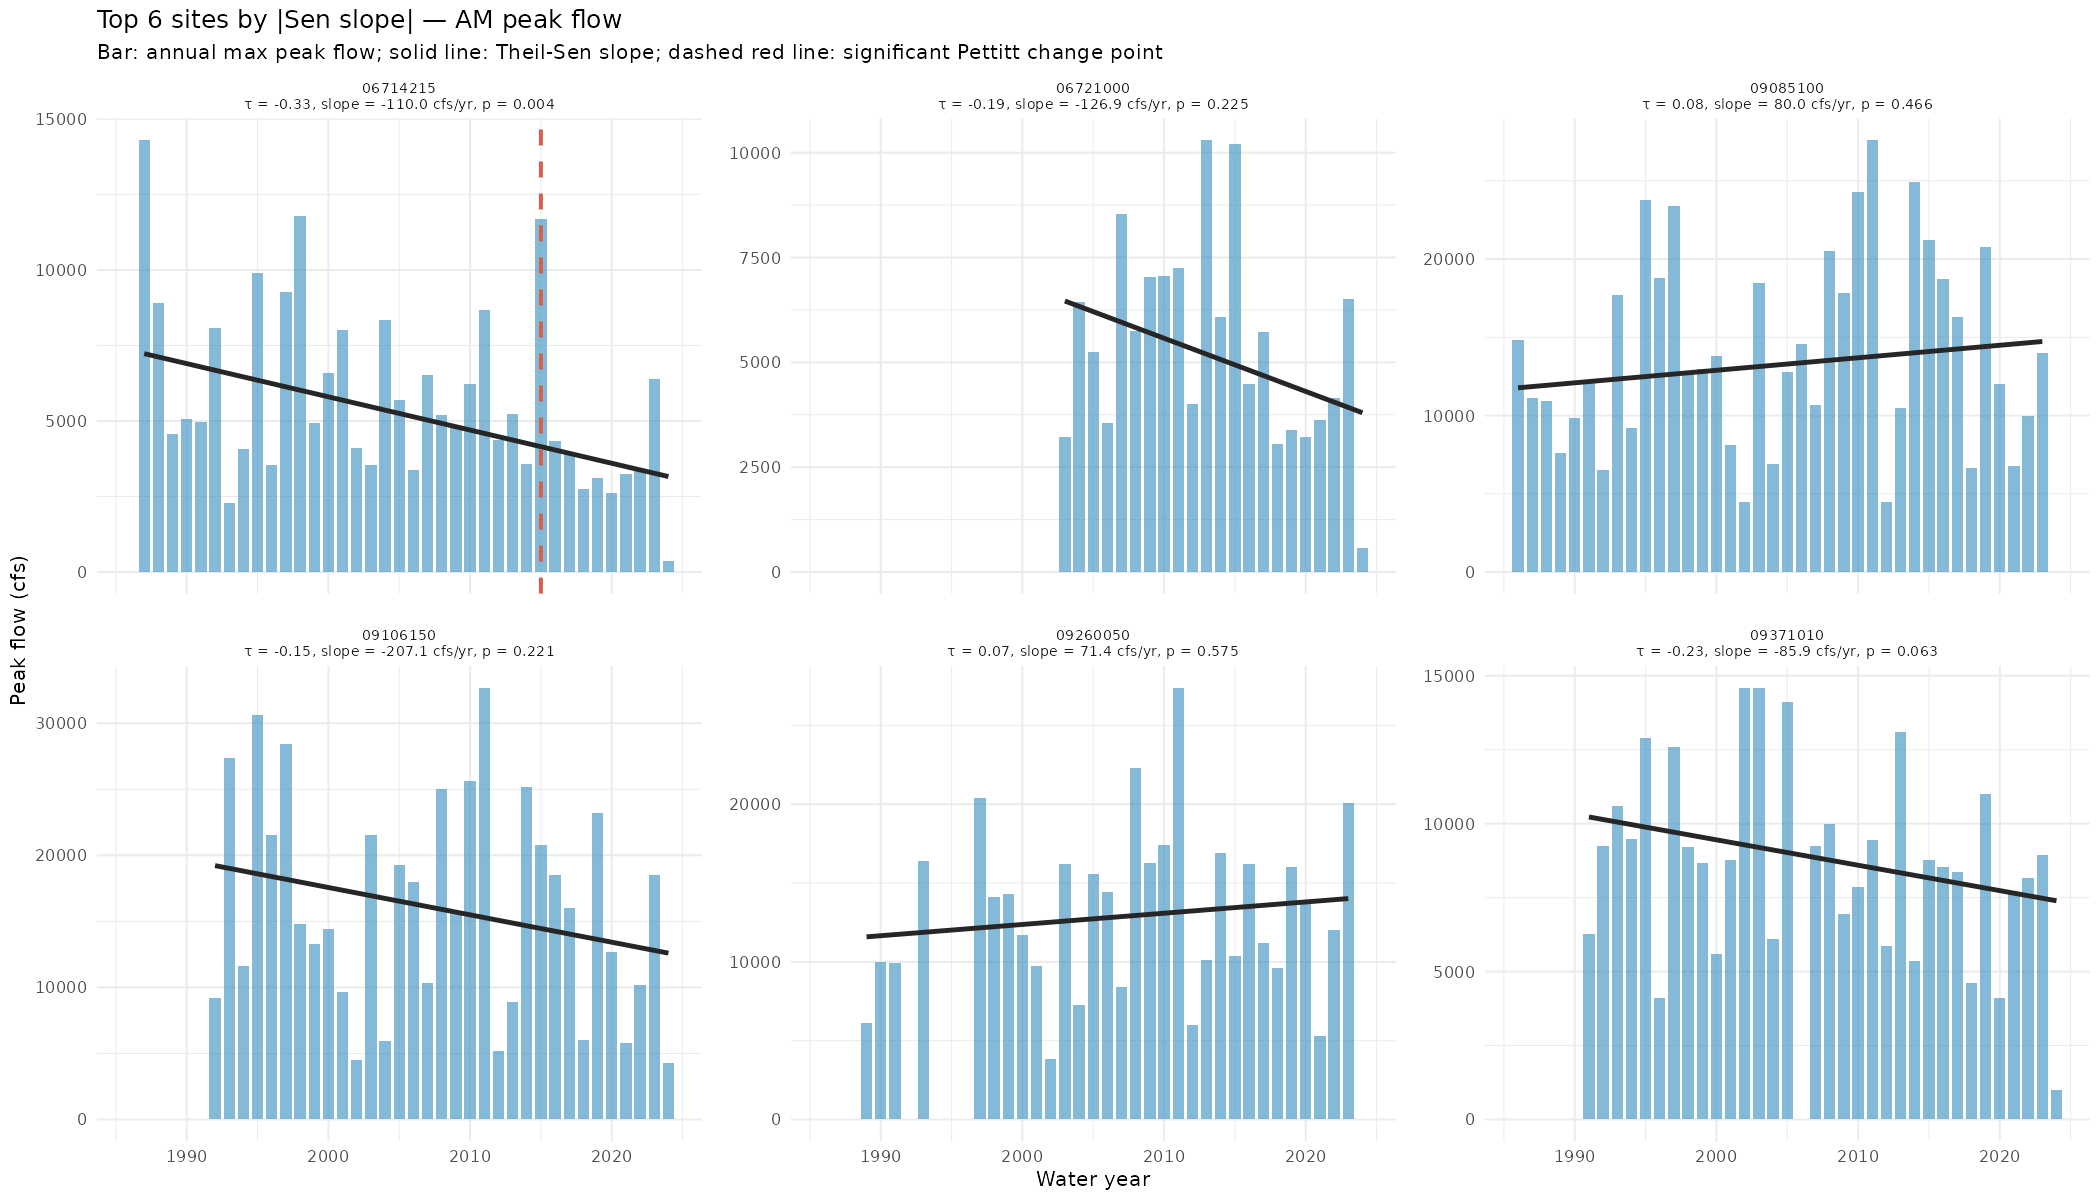 Top 6 sites by |Sen slope| — AM peak flow
Bar: annual max peak flow; solid line: Theil-Sen slope; dashed red line: significant Pettitt change point
06714215
τ = -0.33, slope = -110.0 cfs/yr, p = 0.004
06721000
τ = -0.19, slope = -126.9 cfs/yr, p = 0.225
09085100
τ = 0.08, slope = 80.0 cfs/yr, p = 0.466
15000
10000
5000
0
10000
7500
5000
2500
0
20000
10000
0
Peak flow (cfs)
09106150
τ = -0.15, slope = -207.1 cfs/yr, p = 0.221
09260050
τ = 0.07, slope = 71.4 cfs/yr, p = 0.575
09371010
τ = -0.23, slope = -85.9 cfs/yr, p = 0.063
30000
20000
10000
0
20000
10000
0
15000
10000
5000
0
1990 2000 2010 2020
1990 2000 2010 2020
1990 2000 2010 2020
Water year